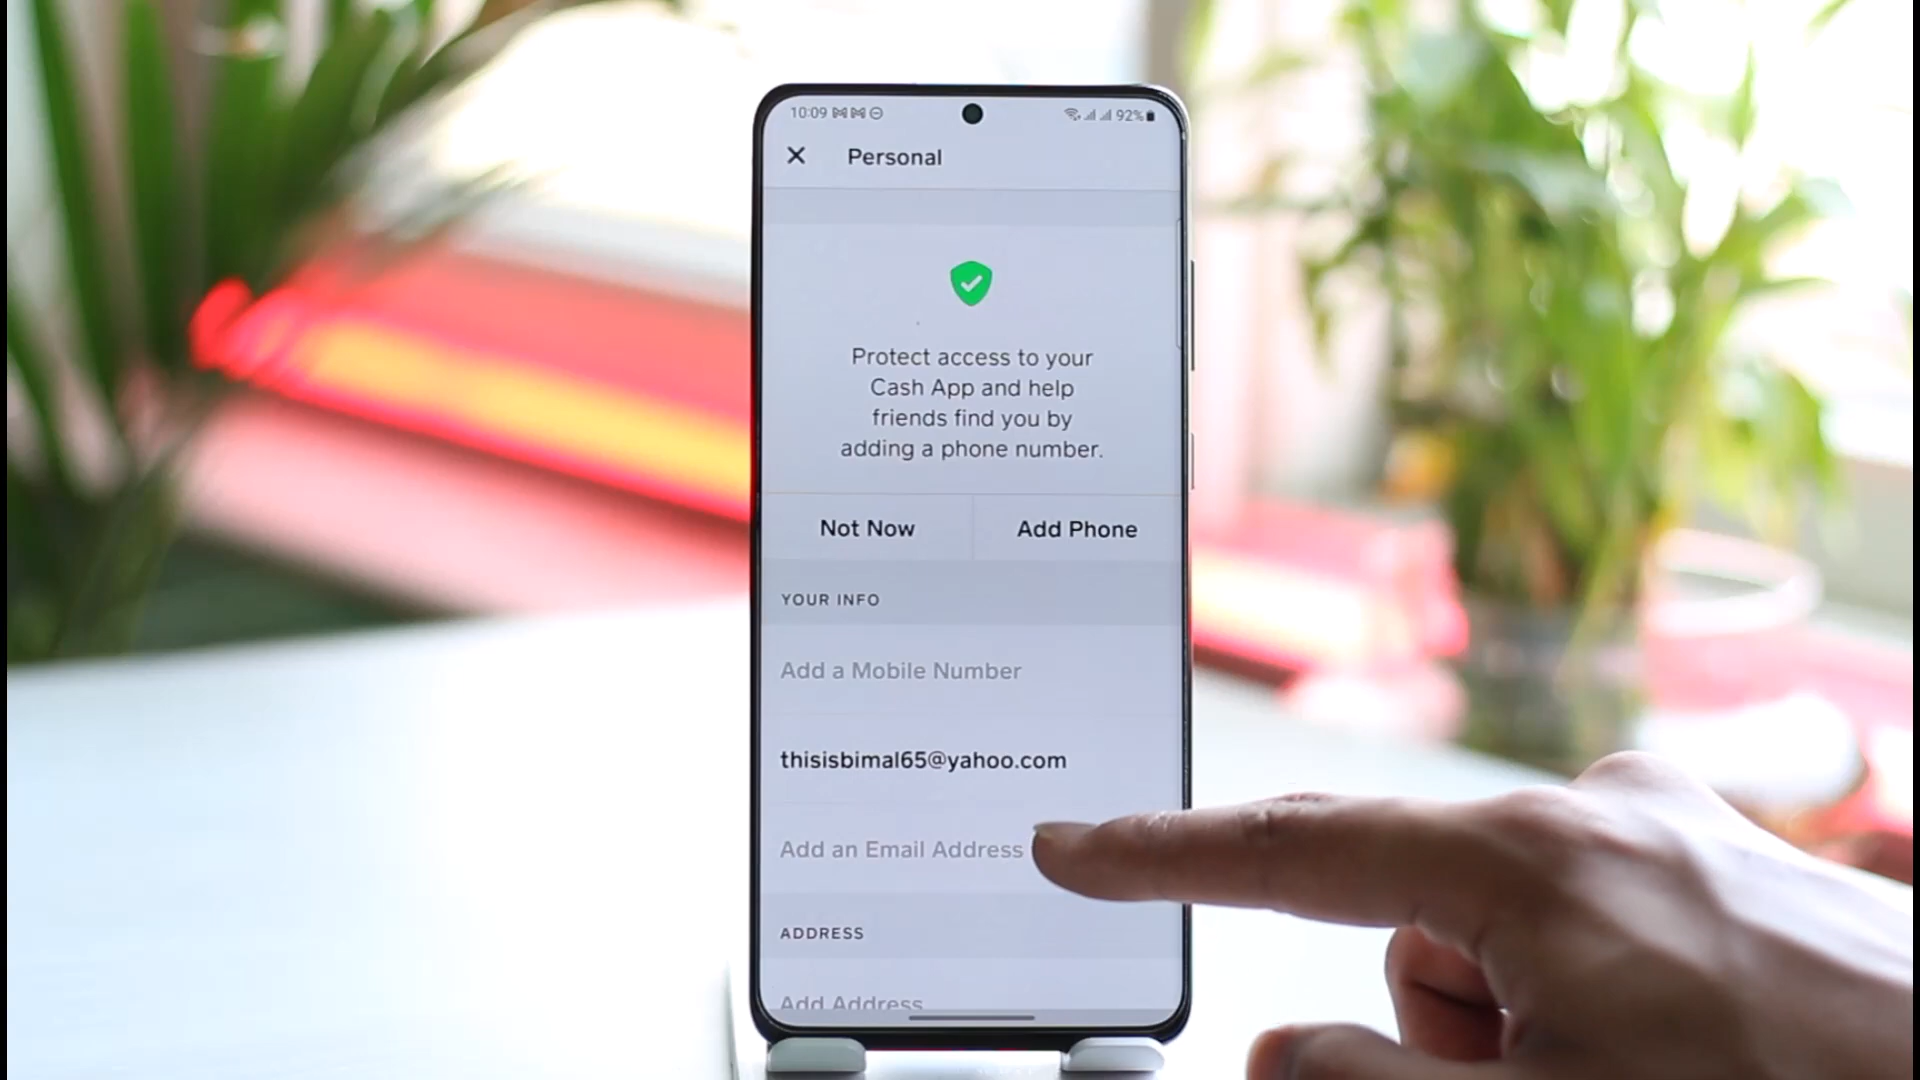 10:09 92%
Personal
Protect access to your
Cash App and help
friends find you by
adding a phone number.
Not Now Add Phone
YOUR INFO
Add a Mobile Number
thisisbimal65@yahoo.com
Add an Email Address
ADDRESS
Add Address